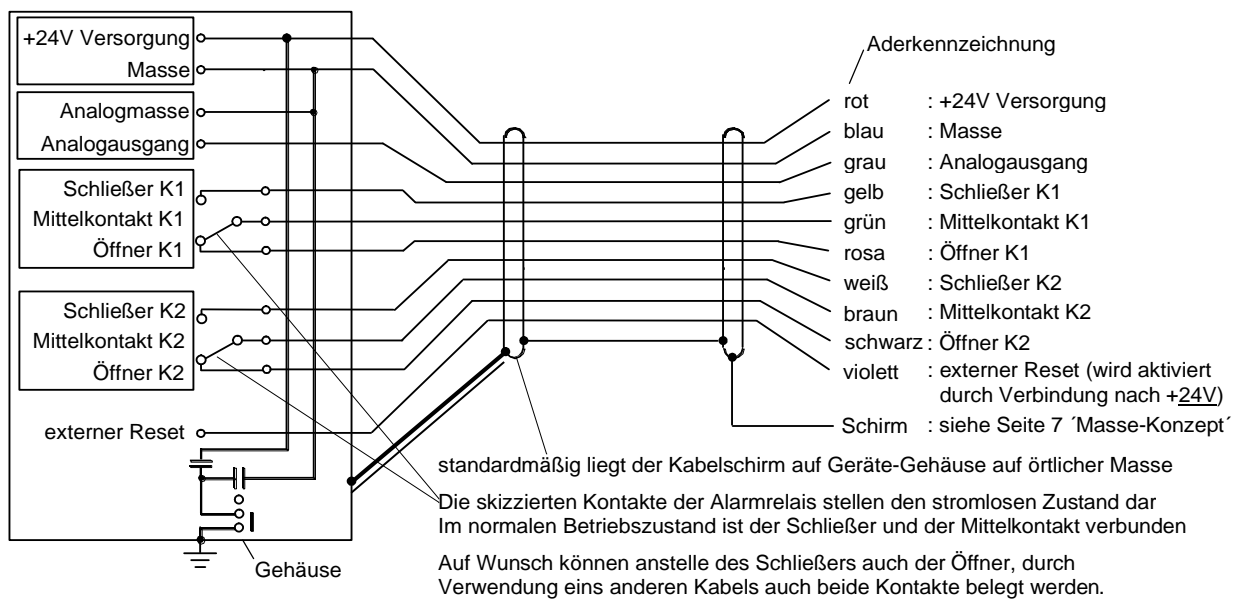 +24V Versorgung
Masse
Analogmasse
Analogausgang
Schließer K1
Mittelkontakt K1
Öffner K1
Schließer K2
Mittelkontakt K2
Öffner K2
externer Reset
Gehäuse
Aderkennzeichnung
rot : +24V Versorgung
blau : Masse
grau : Analogausgang
gelb : Schließer K1
grün : Mittelkontakt K1
rosa : Öffner K1
weiß : Schließer K2
braun : Mittelkontakt K2
schwarz : Öffner K2
violett : externer Reset (wird aktiviert
durch Verbindung nach +24V)
Schirm : siehe Seite 7 ´Masse-Konzept´
standardmäßig liegt der Kabelschirm auf Geräte-Gehäuse auf örtlicher Masse
Die skizzierten Kontakte der Alarmrelais stellen den stromlosen Zustand dar
Im normalen Betriebszustand ist der Schließer und der Mittelkontakt verbunden
Auf Wunsch können anstelle des Schließers auch der Öffner, durch
Verwendung eins anderen Kabels auch beide Kontakte belegt werden.